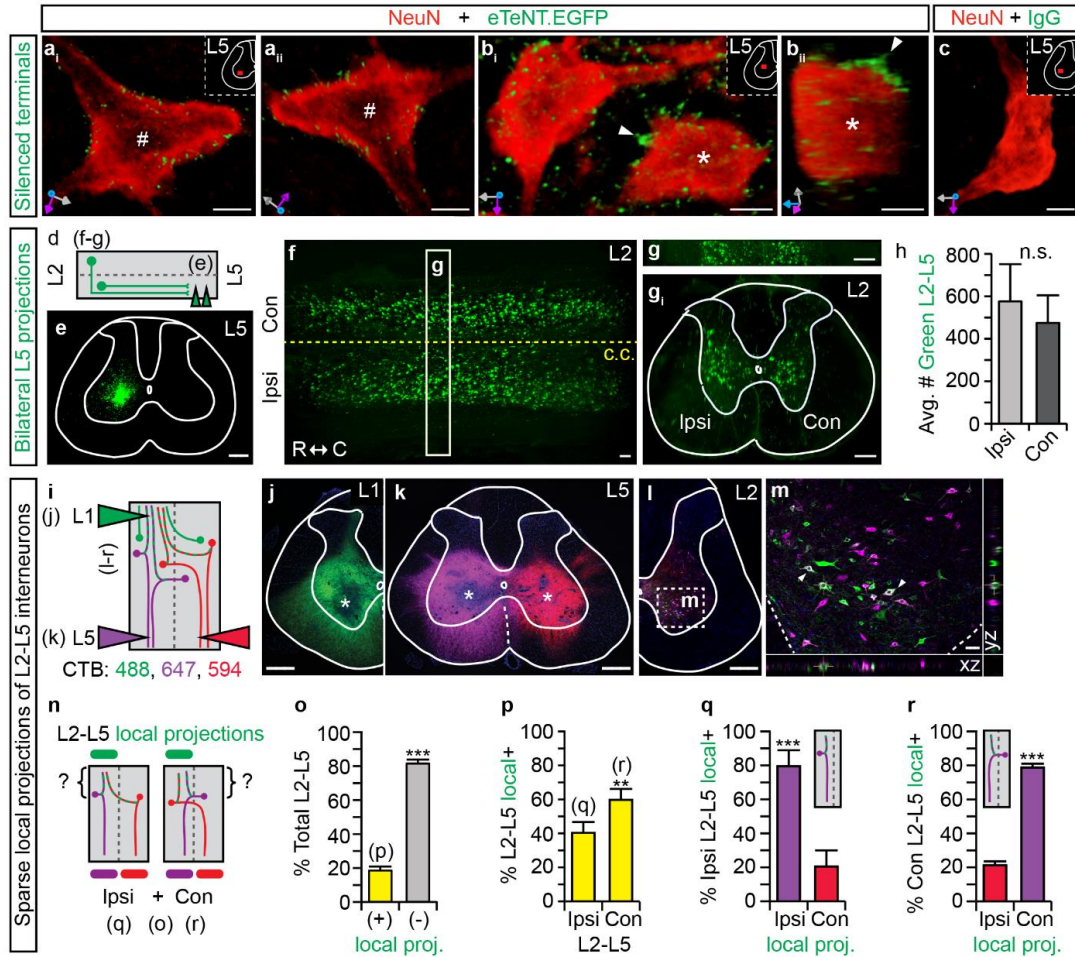 NeuN + eTeNT.EGFP
NeuN + IgG
Silenced terminals
ai # L5
aii #
bi * L5
bii *
c L5
Bilateral L5 projections
d (f-g)
L2 (e) L5
e L5
f g L2
Con
c.c.
Ipsi
R ↔ C
g
gi L2
Ipsi Con
h n.s.
Avg. # Green L2-L5
800
600
400
200
0
Ipsi Con
Sparse local projections of L2-L5 interneurons
i
(j) L1
(l-r)
(k) L5
CTB: 488, 647, 594
j L1
*
k L5
* *
l L2
m
m
yz
xz
n
L2-L5 local projections
? ?
Ipsi + Con
(q) (o) (r)
o
% Total L2-L5
100
80
60
40
20
0
(p) ***
(+) (-)
local proj.
p
% L2-L5 local+
100
80
60
40
20
0
(q) (r)
**
Ipsi Con
L2-L5
q
% Ipsi L2-L5 local+
100
80
60
40
20
0
***
Ipsi Con
local proj.
r
% Con L2-L5 local+
100
80
60
40
20
0
***
Ipsi Con
local proj.